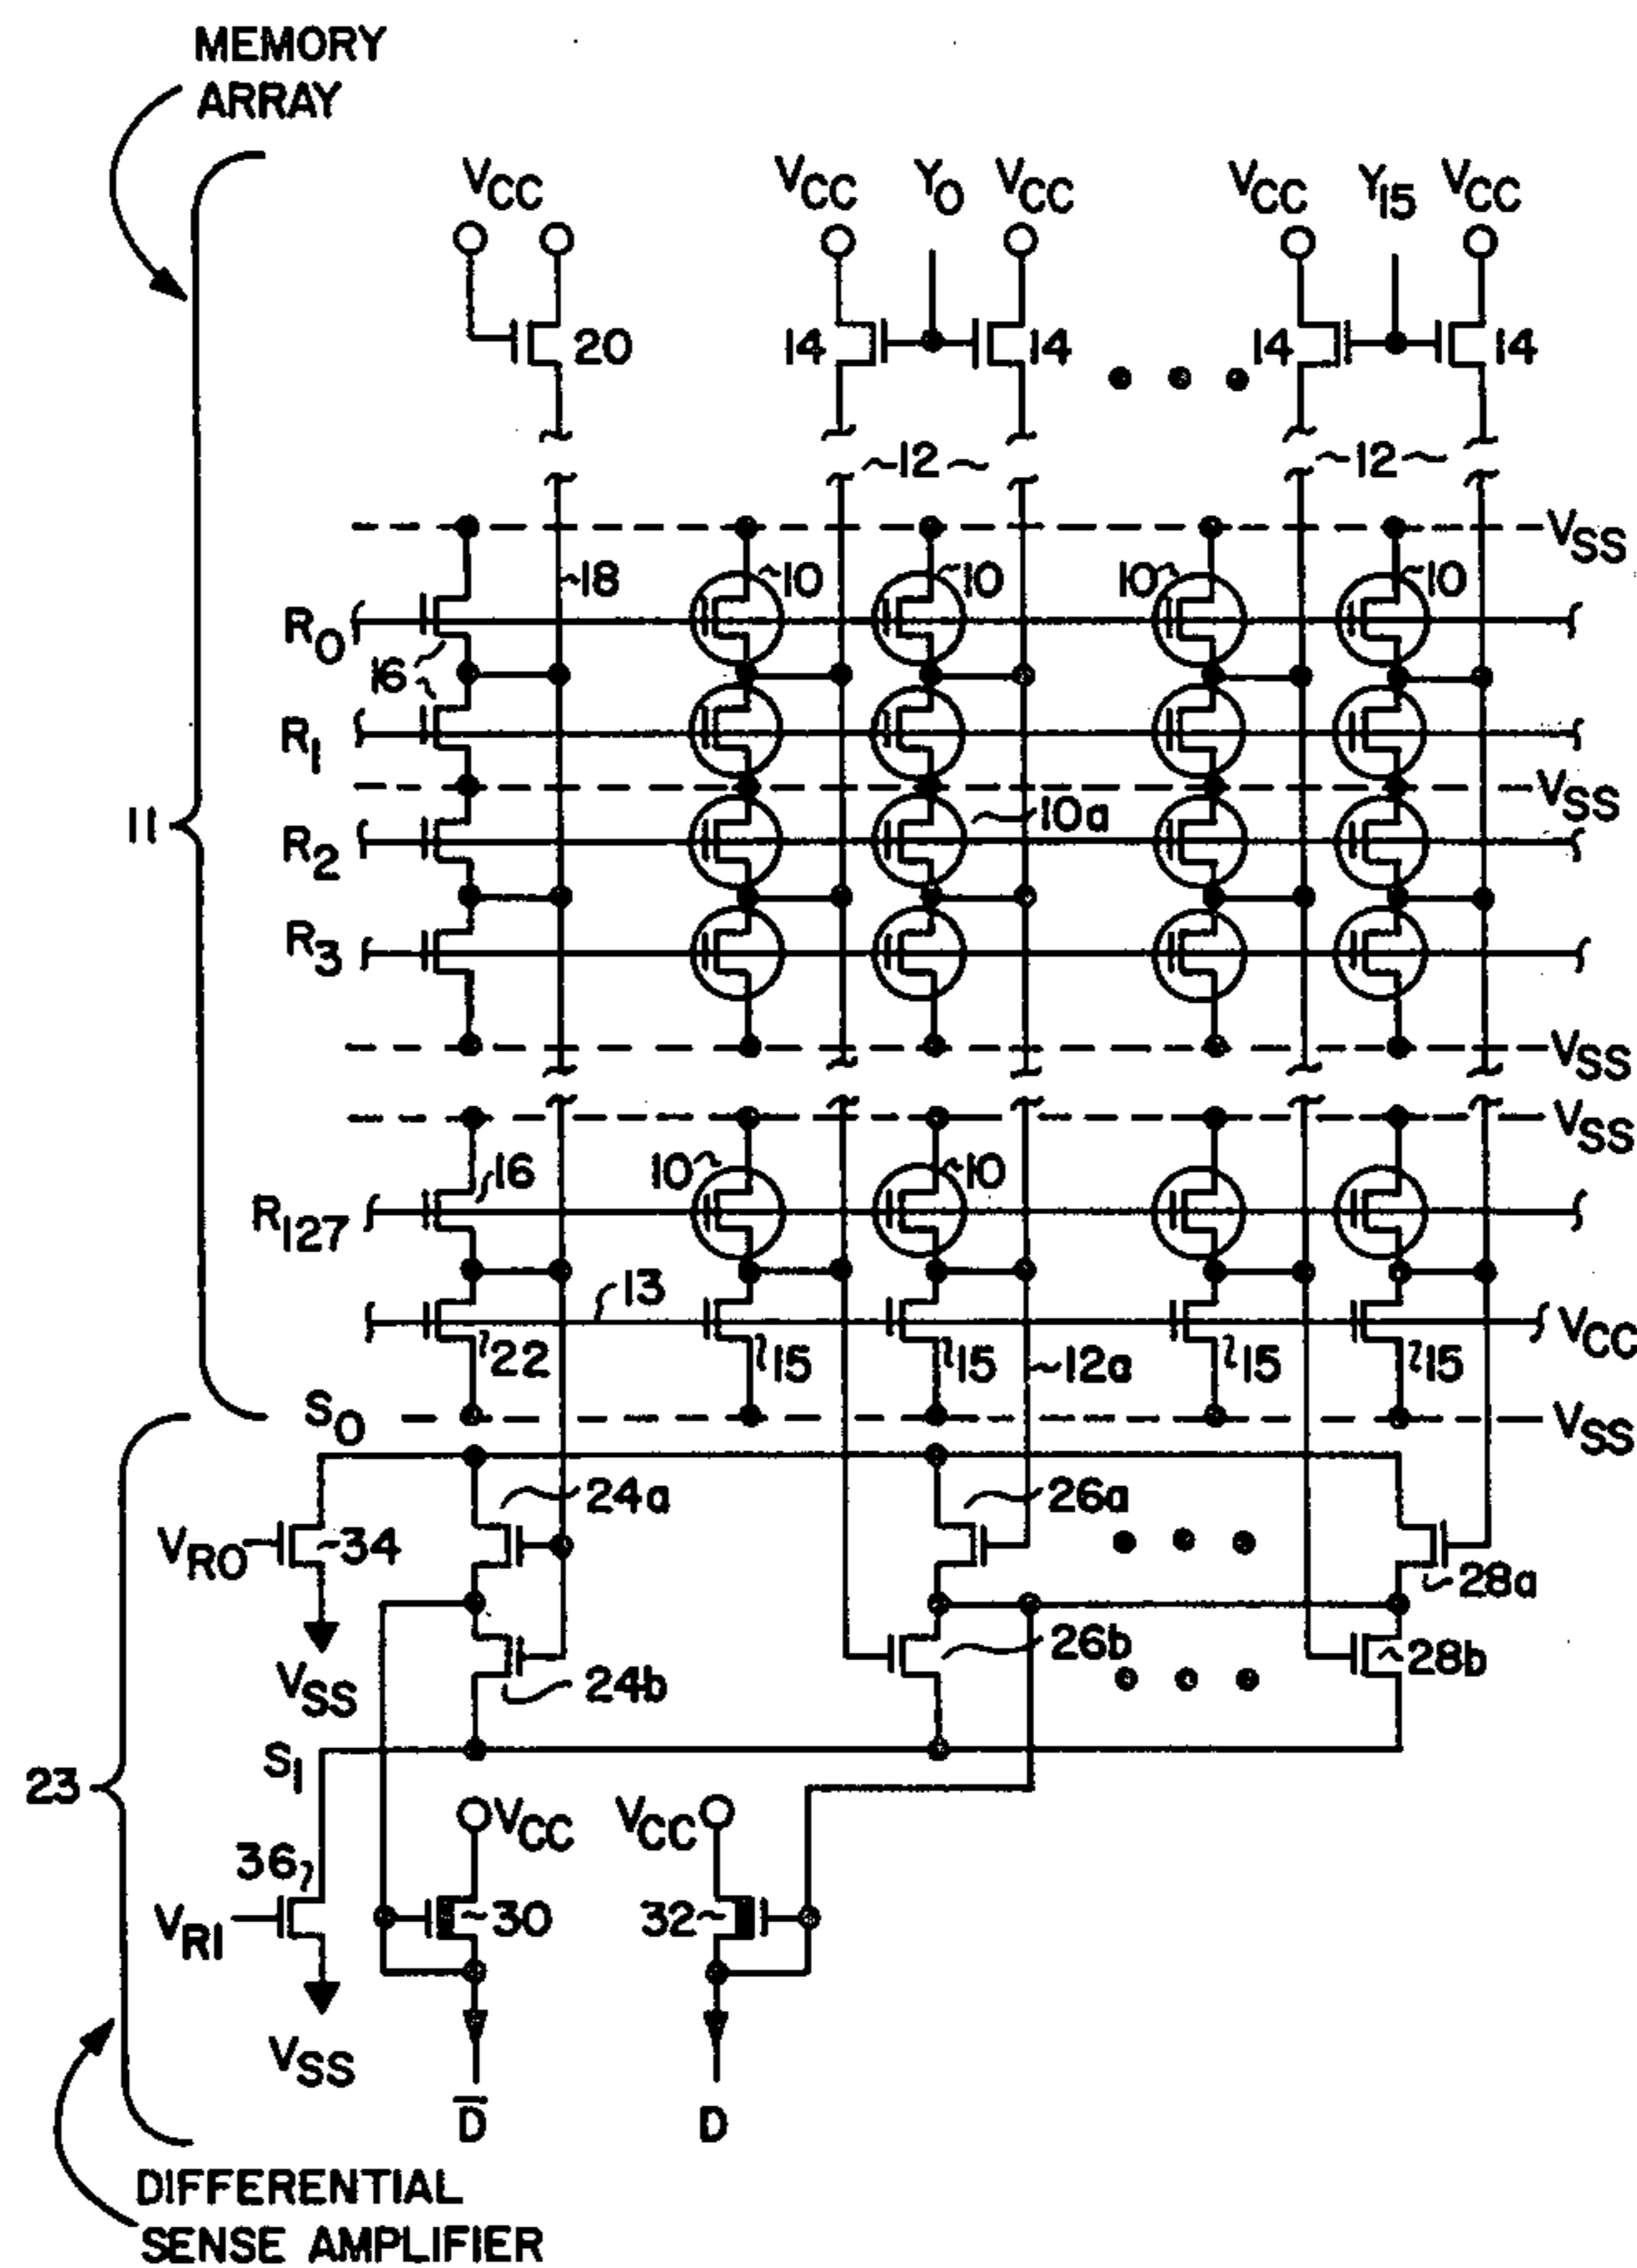 MEMORY
ARRAY
VCC VCC Y0 VCC VCC Y15 VCC
20 14 14 14 14
12 12
VSS
18 10 10 10 10
R0
16
R1
VSS
11
10a
R2
R3
VSS
VSS
16 10 10
R127
13
VCC
22 15 15 12a 15 15
S0
VSS
24a 26a
VR0 34
28a
26b 28b
VSS
24b
S1
23
VCC VCC
36
30 32
VR1
VSS
D̅ D
DIFFERENTIAL
SENSE AMPLIFIER